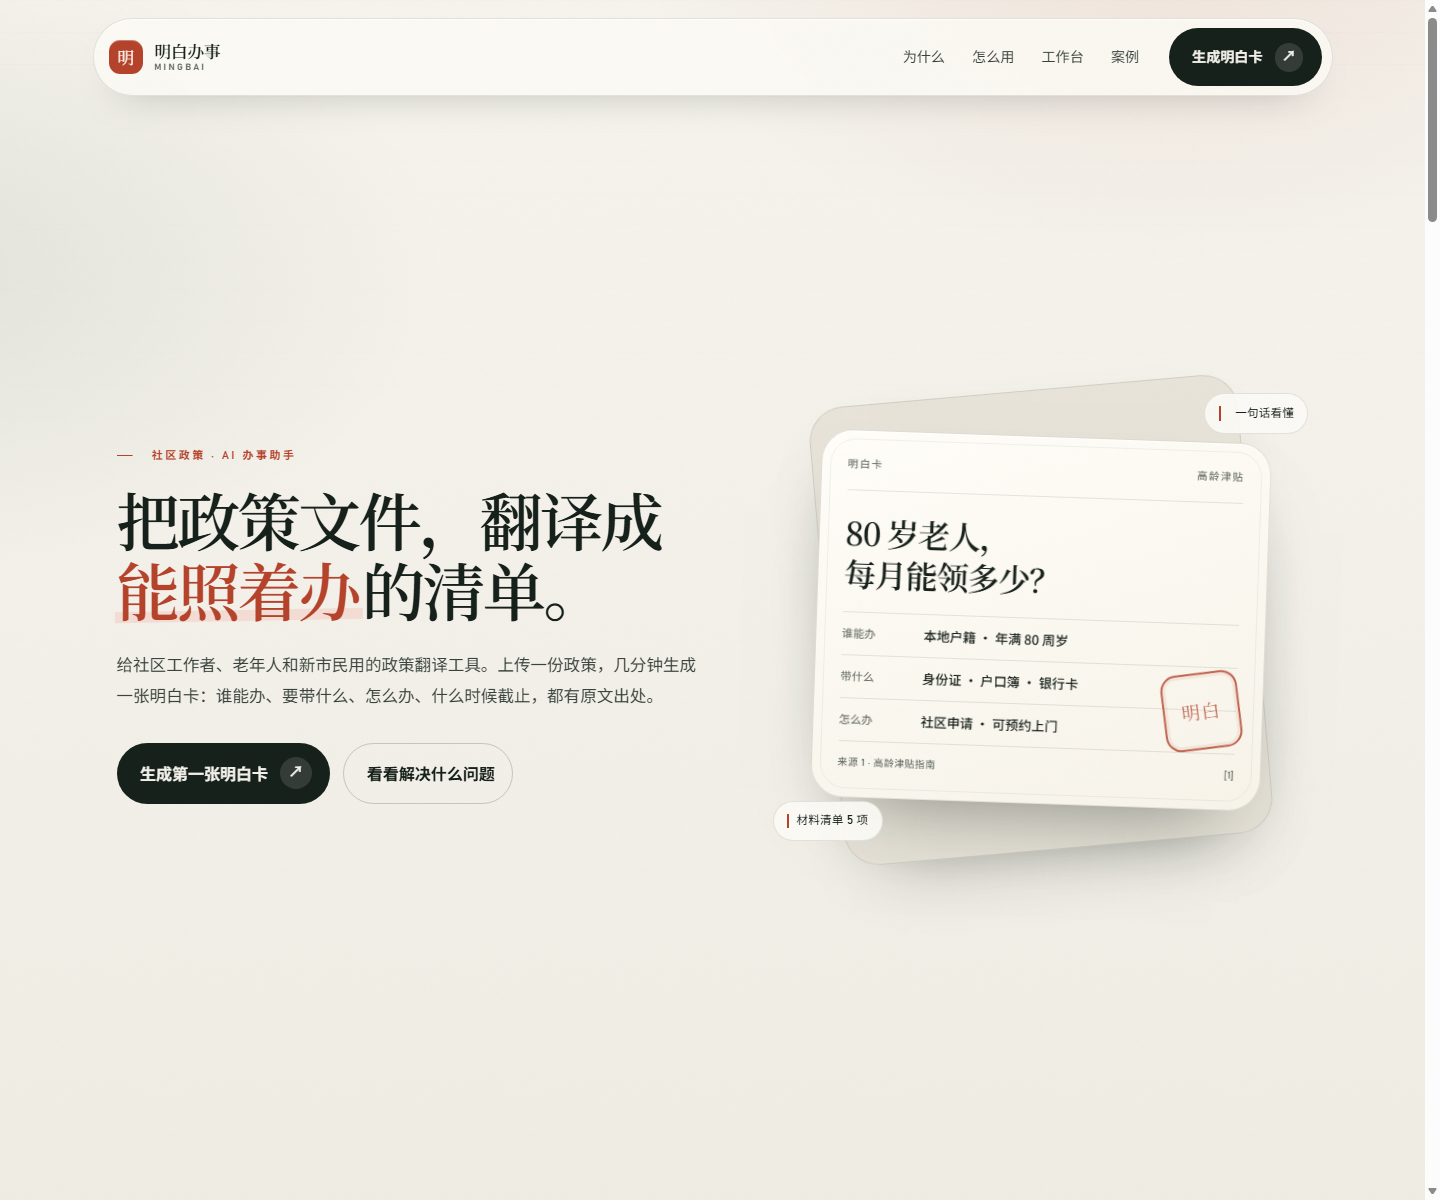 明
明白办事
MINGBAI
为什么
怎么用
工作台
案例
生成明白卡
社区政策 · AI 办事助手
把政策文件，翻译成
能照着办的清单。
给社区工作者、老年人和新市民用的政策翻译工具。上传一份政策，几分钟生成
一张明白卡：谁能办、要带什么、怎么办、什么时候截止，都有原文出处。
生成第一张明白卡
看看解决什么问题
一句话看懂
明白卡
高龄津贴
80 岁老人，
每月能领多少？
谁能办
本地户籍 · 年满 80 周岁
带什么
身份证 · 户口簿 · 银行卡
怎么办
社区申请 · 可预约上门
明白
来源 1 · 高龄津贴指南
[1]
材料清单 5 项